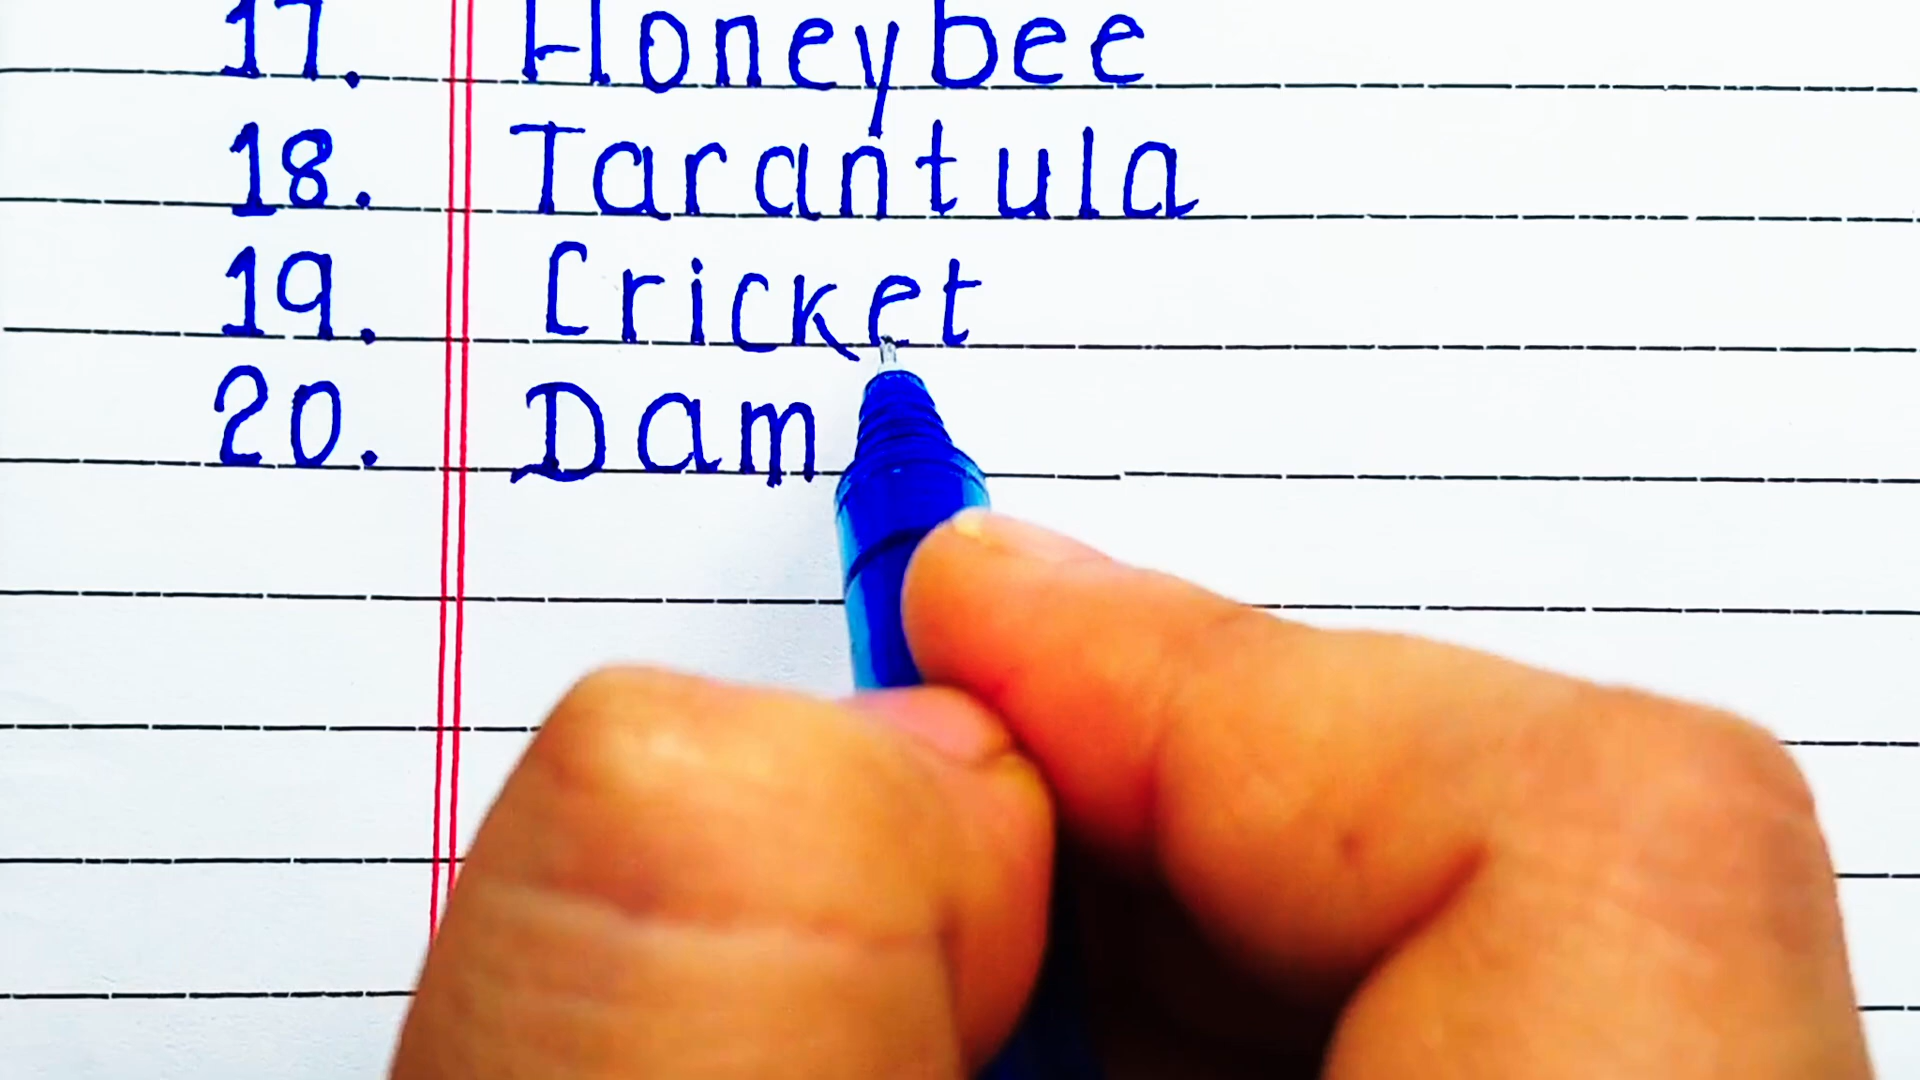 17. Honeybee
18. Tarantula
19. Cricket
20. Dam